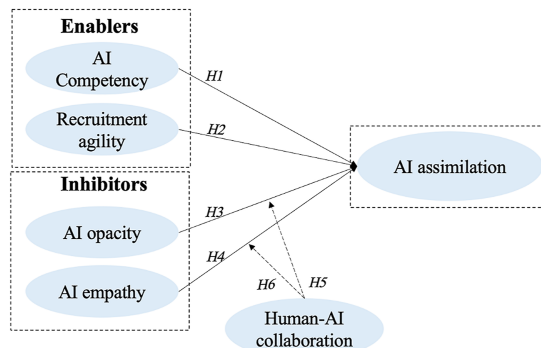 Enablers
AI
Competency
Recruitment
agility
H1
H2
Inhibitors
AI opacity
AI empathy
H3
H4
H6
H5
Human-AI
collaboration
AI assimilation